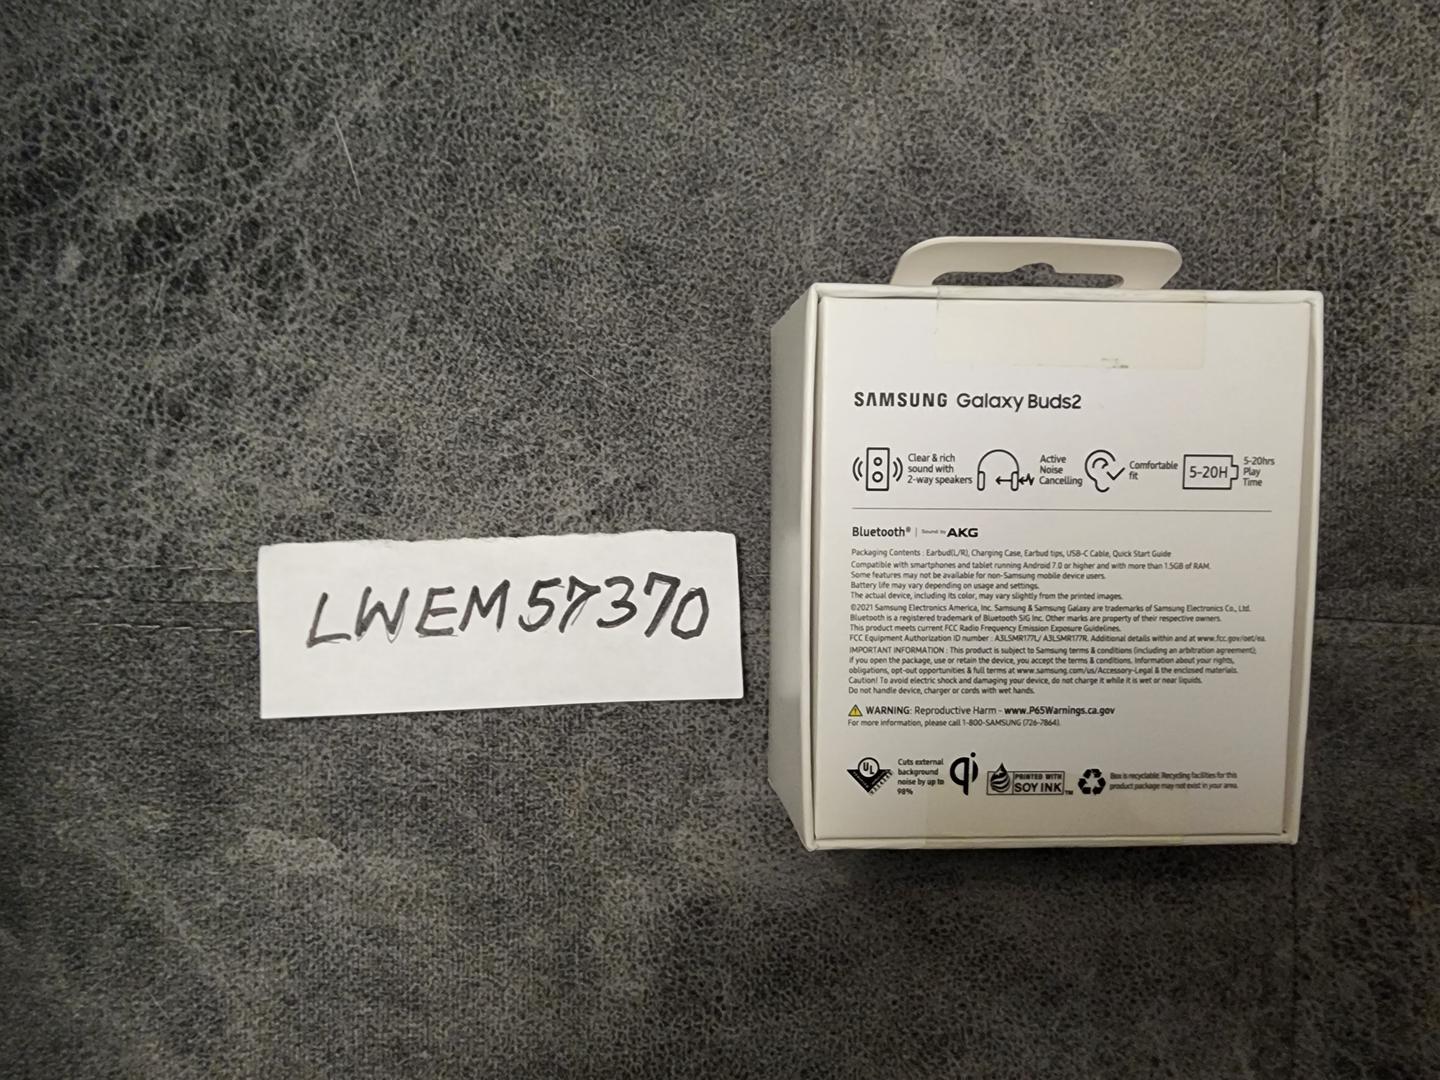 LWEM57370
SAMSUNG Galaxy Buds2
Clear & rich
sound with
2-way speakers
Active
Noise
Cancelling
Comfortable
fit
5-20H
5-20hrs
Play
Time
Bluetooth® | Sound by AKG
Packaging Contents : Earbud(L/R), Charging Case, Earbud tips, USB-C Cable, Quick Start Guide
Compatible with smartphones and tablet running Android 7.0 or higher and with more than 1.5GB of RAM.
Some features may not be available for non-Samsung mobile device users.
Battery life may vary depending on usage and settings.
The actual device, including its color, may vary slightly from the printed images.
©2021 Samsung Electronics America, Inc. Samsung & Samsung Galaxy are trademarks of Samsung Electronics Co., Ltd.
Bluetooth is a registered trademark of Bluetooth SIG Inc. Other marks are property of their respective owners.
This product meets current FCC Radio Frequency Emission Exposure Guidelines.
FCC Equipment Authorization ID number : A3LSMR177L/ A3LSMR177R. Additional details within and at www.fcc.gov/oet/ea.
IMPORTANT INFORMATION : This product is subject to Samsung terms & conditions (including an arbitration agreement);
if you open the package, use or retain the device, you accept the terms & conditions. Information about your rights,
obligations, opt-out opportunities & full terms at www.samsung.com/us/Accessory-Legal & the enclosed materials.
Caution! To avoid electric shock and damaging your device, do not charge it while it is wet or near liquids.
Do not handle device, charger or cords with wet hands.
WARNING: Reproductive Harm - www.P65Warnings.ca.gov
For more information, please call 1-800-SAMSUNG (726-7864).
UL
Cuts external
background
noise by up to
98%
qi
PRINTED WITH
SOY INK™
Box is recyclable. Recycling facilities for this
product package may not exist in your area.